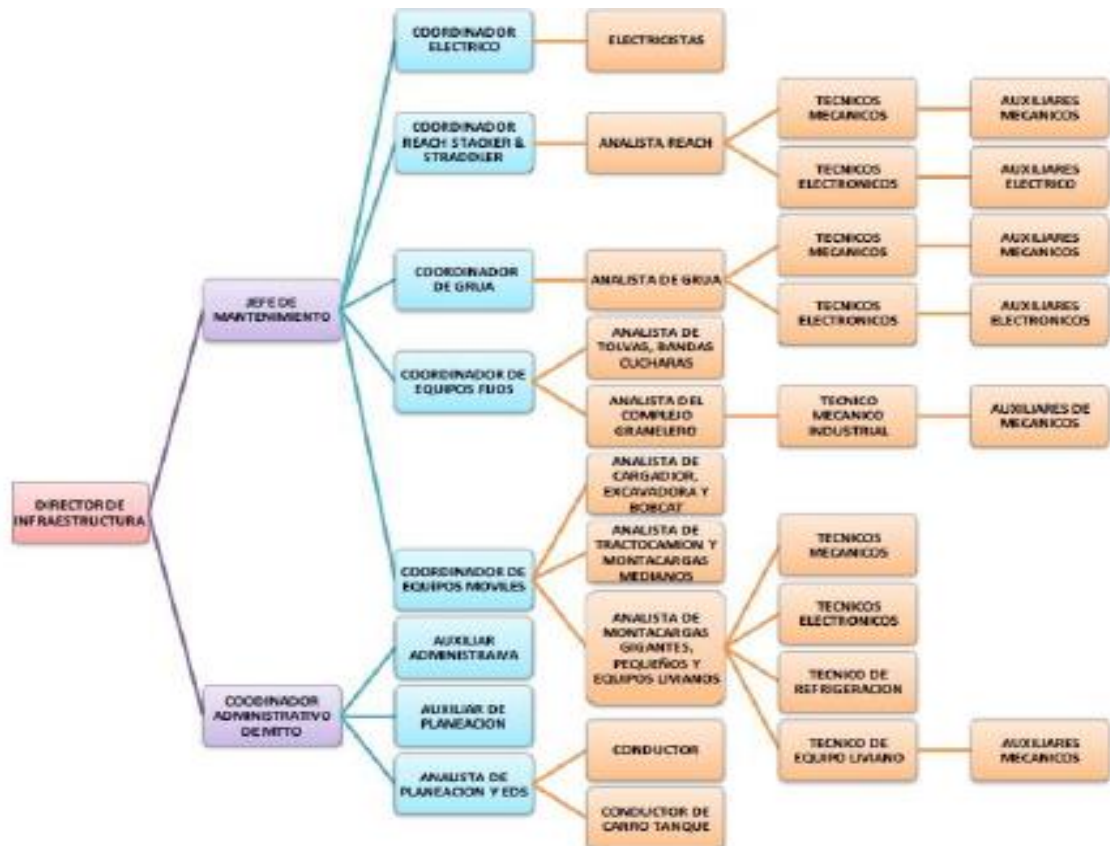 COORDINADOR
ELECTRICO
ELECTRICISTAS
COORDINADOR
REACH STACKER &
STRADDLER
ANALISTA REACH
TECNICOS
MECANICOS
AUXILIARES
MECANICOS
TECNICOS
ELECTRONICOS
AUXILIARES
ELECTRICO
COORDINADOR
DE GRUA
ANALISTA DE GRUA
TECNICOS
MECANICOS
AUXILIARES
MECANICOS
TECNICOS
ELECTRONICOS
AUXILIARES
ELECTRONICOS
JEFE DE
MANTENIMIENTO
COORDINADOR DE
EQUIPOS FIJOS
ANALISTA DE
TOLVAS, BANDAS
CUCHARAS
ANALISTA DEL
COMPLEJO
GRANELERO
TECNICO
MECANICO
INDUSTRIAL
AUXILIARES DE
MECANICOS
DIRECTOR DE
INFRAESTRUCTURA
COORDINADOR DE
EQUIPOS MOVILES
ANALISTA DE
CARGADIOR,
EXCAVADORA Y
BOBCAT
ANALISTA DE
TRACTOCAMION Y
MONTACARGAS
MEDIANOS
ANALISTA DE
MONTACARGAS
GIGANTES,
PEQUEÑOS Y
EQUIPOS LIVIANOS
TECNICOS
MECANICOS
TECNICOS
ELECTRONICOS
TECNICO DE
REFRIGERACION
TECNICO DE
EQUIPO LIVIANO
AUXILIARES
MECANICOS
COODINADOR
ADMINISTRATIVO
DE MTTO
AUXILIAR
ADMINISTRAIVA
AUXILIAR DE
PLANEACION
ANALISTA DE
PLANEACION Y EDS
CONDUCTOR
CONDUCTOR DE
CARRO TANQUE